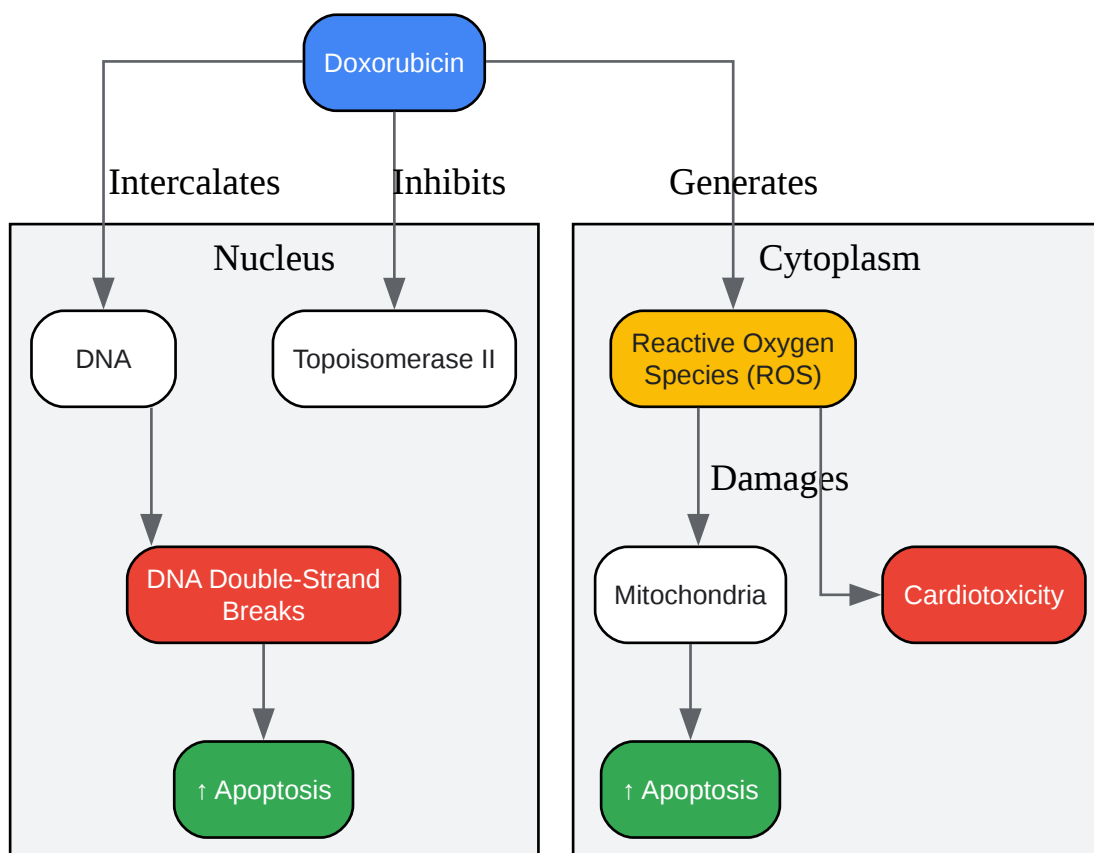 Doxorubicin
Intercalates
Inhibits
Generates
Nucleus
Cytoplasm
DNA
Topoisomerase II
Reactive Oxygen
Species (ROS)
Damages
DNA Double-Strand
Breaks
Mitochondria
Cardiotoxicity
↑ Apoptosis
↑ Apoptosis